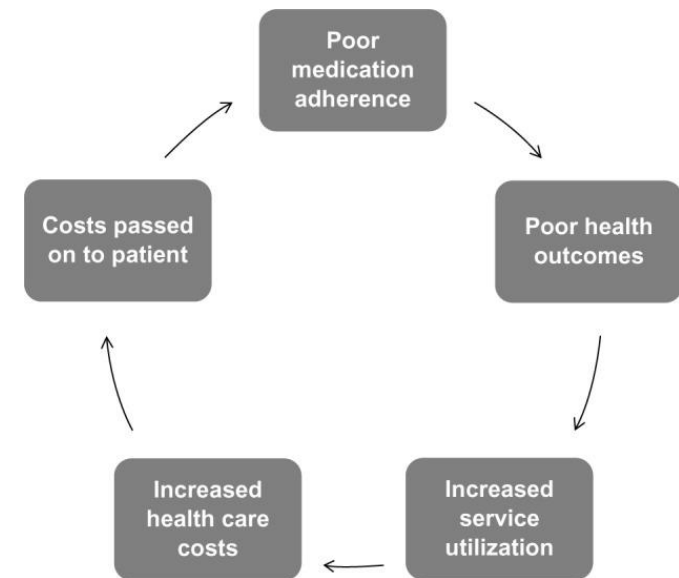 Poor
medication
adherence
Poor health
outcomes
Increased
service
utilization
Increased
health care
costs
Costs passed
on to patient